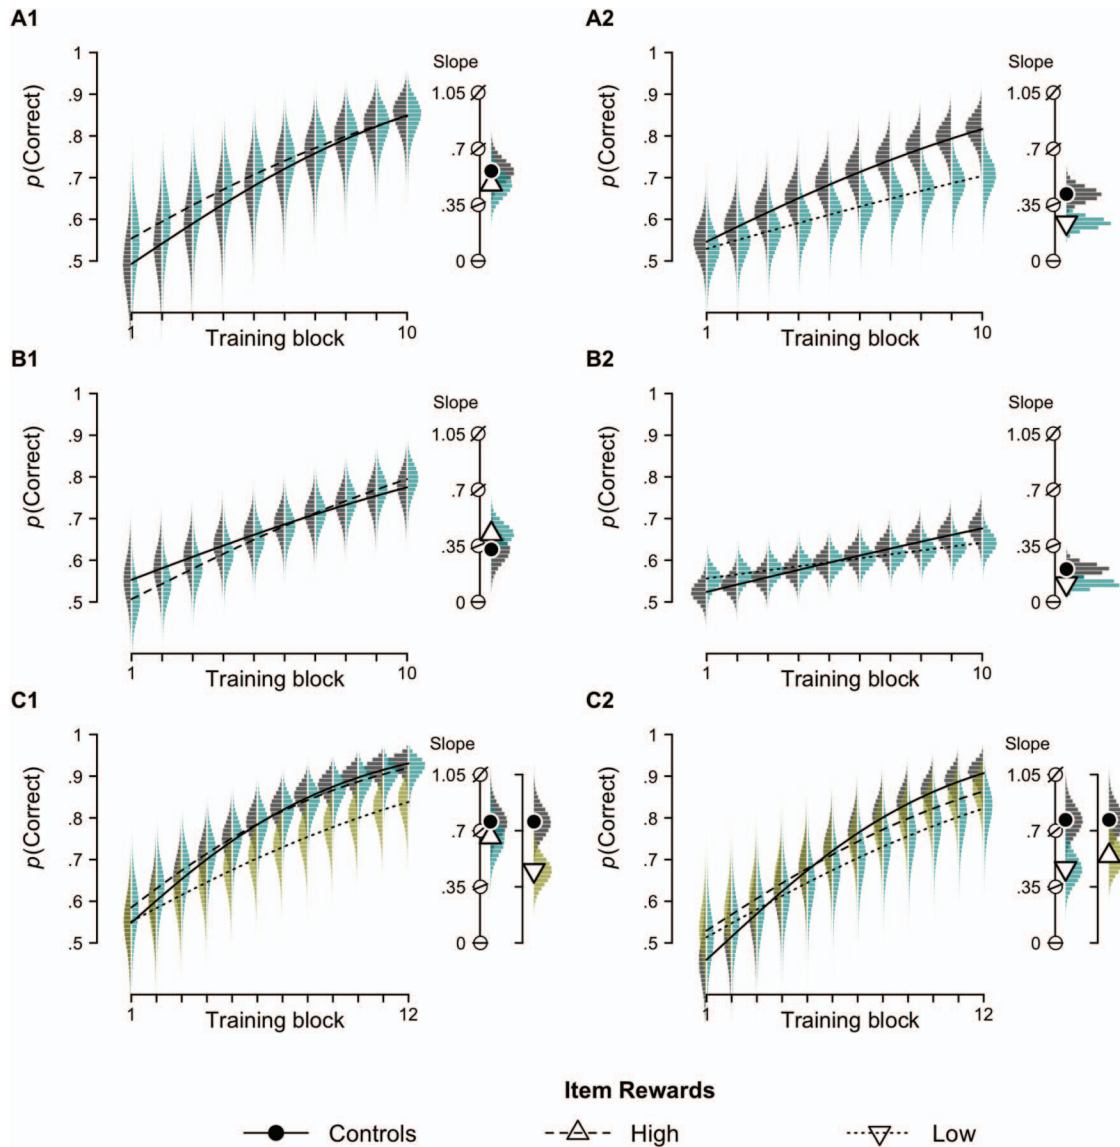 A1
A2
1
.9
.8
.7
.6
.5
p(Correct)
Slope
1.05
.7
.35
0
1
10
Training block
1
.9
.8
.7
.6
.5
p(Correct)
Slope
1.05
.7
.35
0
1
10
Training block
B1
B2
1
.9
.8
.7
.6
.5
p(Correct)
Slope
1.05
.7
.35
0
1
10
Training block
1
.9
.8
.7
.6
.5
p(Correct)
Slope
1.05
.7
.35
0
1
10
Training block
C1
C2
1
.9
.8
.7
.6
.5
p(Correct)
Slope
1.05
.7
.35
0
1
12
Training block
1
.9
.8
.7
.6
.5
p(Correct)
Slope
1.05
.7
.35
0
1
12
Training block
Item Rewards
Controls
High
Low